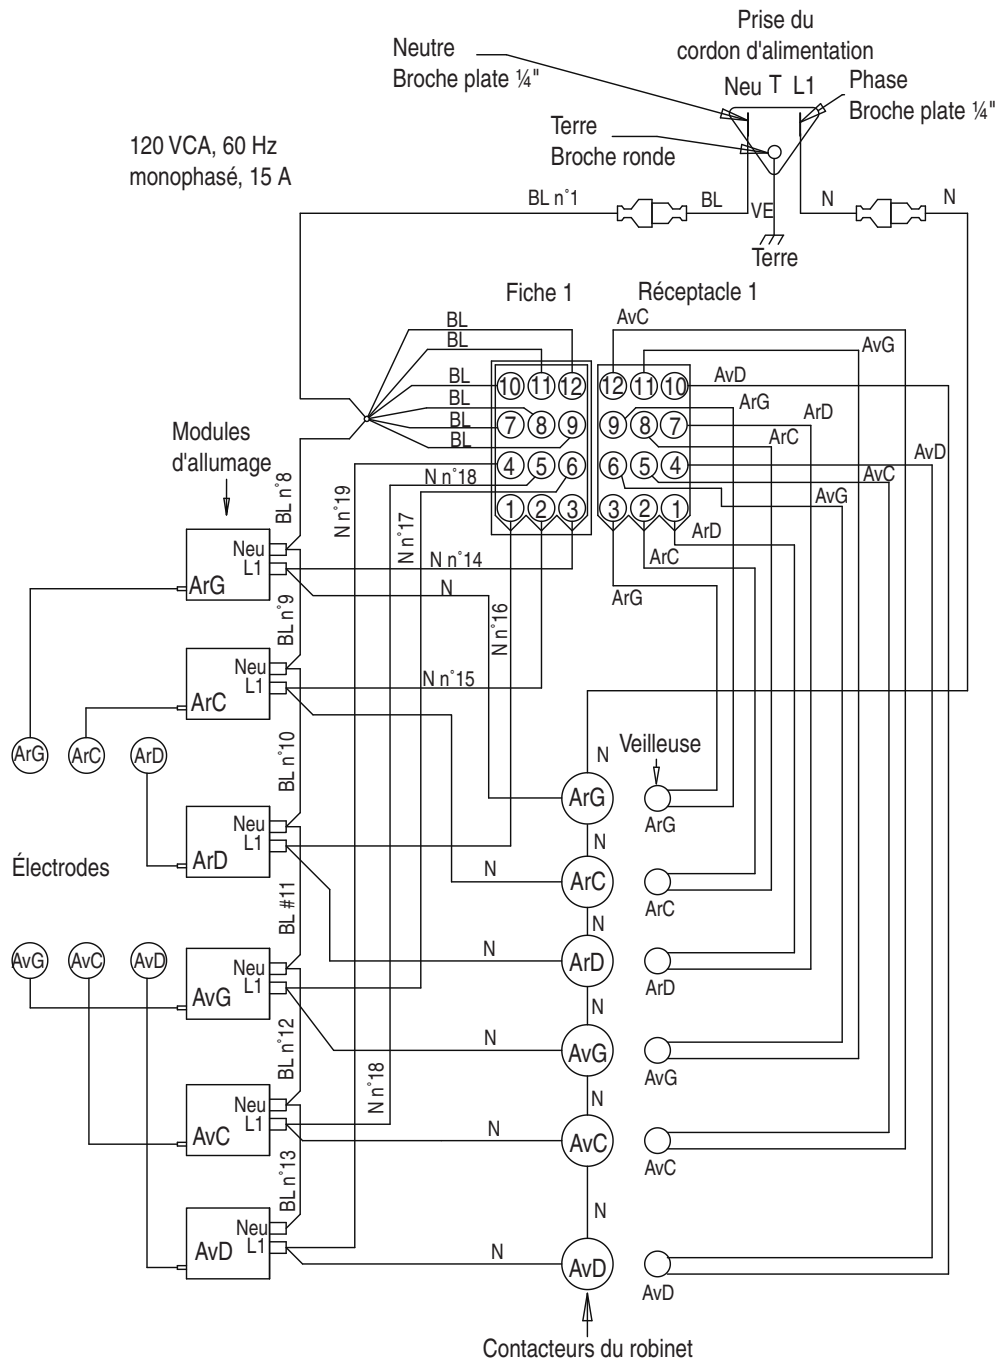 Prise du
cordon d'alimentation
Neutre
Broche plate ¼"
Neu T L1
Phase
Broche plate ¼"
Terre
Broche ronde
120 VCA, 60 Hz
monophasé, 15 A
BL n°1
BL
VE
N
N
Terre
Fiche 1
Réceptacle 1
BL
BL
BL
BL
BL
BL
10 11 12
7 8 9
4 5 6
1 2 3
12 11 10
9 8 7
6 5 4
3 2 1
AvC
AvG
AvD
ArG
ArD
ArC
AvD
AvC
AvG
ArD
ArC
ArG
Modules
d'allumage
BL n°8
N n°19
N n°18
N n°17
N n°14
N
N n°16
N n°15
Neu
L1
ArG
BL n°9
Neu
L1
ArC
BL n°10
ArG
ArC
ArD
Neu
L1
ArD
Électrodes
BL #11
AvG
AvC
AvD
Neu
L1
AvG
BL n°12
N n°18
Neu
L1
AvC
BL n°13
Neu
L1
AvD
N
Veilleuse
ArG
ArG
N
N
ArC
ArC
N
N
ArD
ArD
N
N
AvG
AvG
N
N
AvC
AvC
N
N
AvD
AvD
Contacteurs du robinet